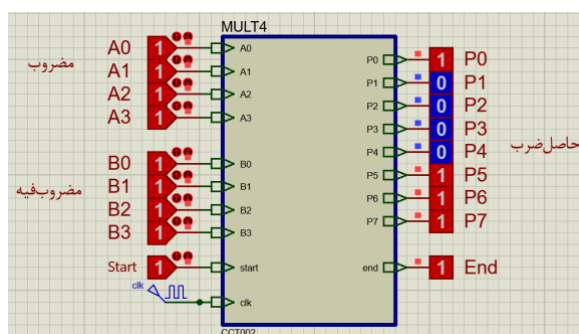 MULT4
A0 1 A0 P0 1 P0
مضروب A1 1 A1 P1 0 P1
A2 1 A2 P2 0 P2
A3 1 A3 P3 0 P3
حاصل‌ضرب
P4 0 P4
B0 1 B0 P5 1 P5
مضروب‌فیه B1 1 B1 P6 1 P6
B2 1 B2 P7 1 P7
B3 1 B3
Start 1 start end 1 End
clk clk
CCT002